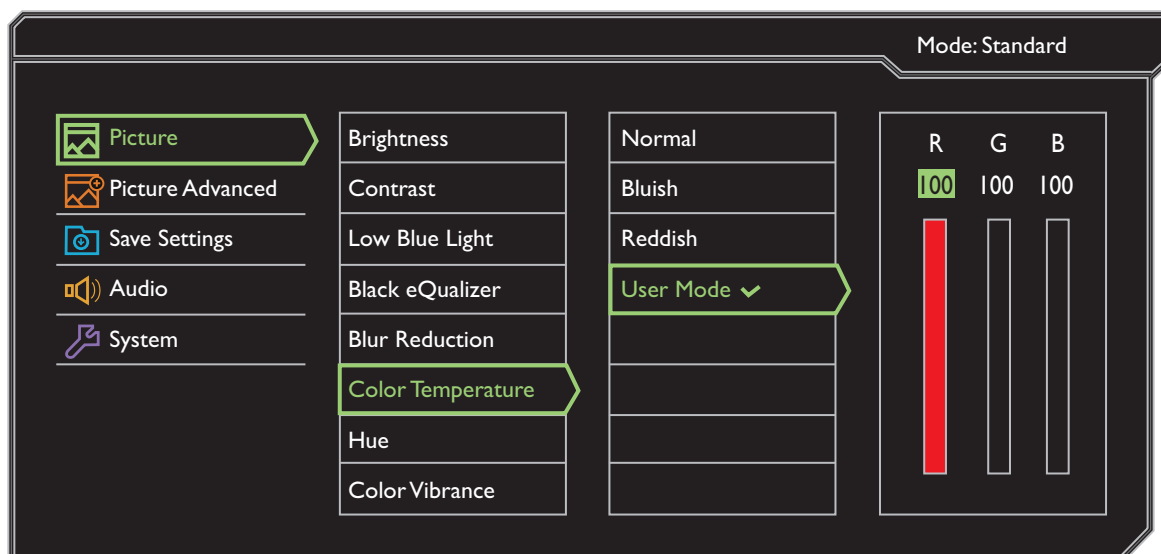 Mode: Standard
Picture
Picture Advanced
Save Settings
Audio
System
Brightness
Contrast
Low Blue Light
Black eQualizer
Blur Reduction
Color Temperature
Hue
Color Vibrance
Normal
Bluish
Reddish
User Mode
R G B
100 100 100